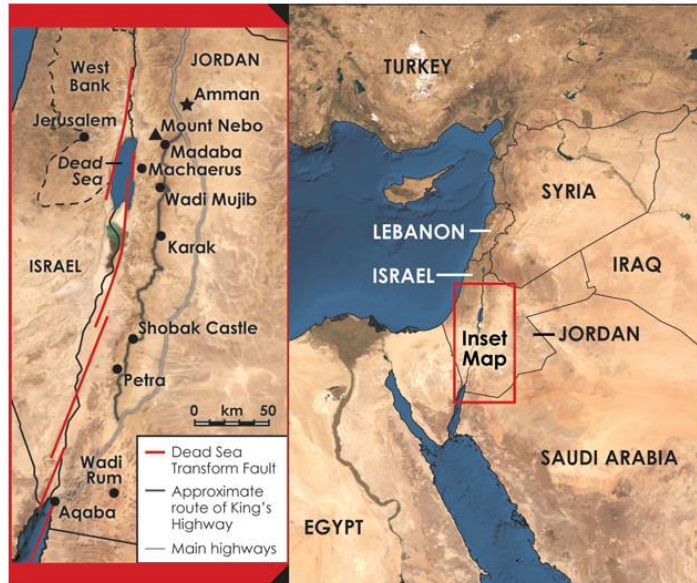 West
Bank
JORDAN
Amman
Jerusalem
Mount Nebo
Madaba
Dead
Sea
Machaerus
Wadi Mujib
Karak
ISRAEL
Shobak Castle
Petra
0 km 50
Wadi
Rum
Aqaba
Dead Sea
Transform Fault
Approximate
route of King's
Highway
Main highways
TURKEY
SYRIA
LEBANON
IRAQ
ISRAEL
Inset
Map
JORDAN
SAUDI ARABIA
EGYPT